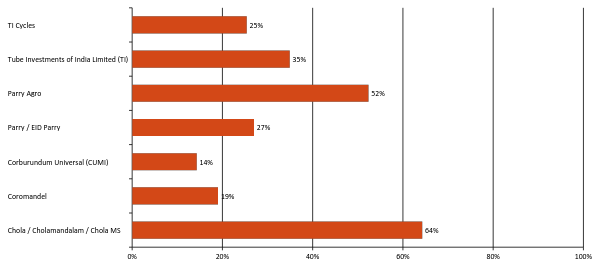 TI Cycles 25%
Tube Investments of India Limited (TI) 35%
Parry Agro 52%
Parry / EID Parry 27%
Corburundum Universal (CUMI) 14%
Coromandel 19%
Chola / Cholamandalam / Chola MS 64%
0% 20% 40% 60% 80% 100%